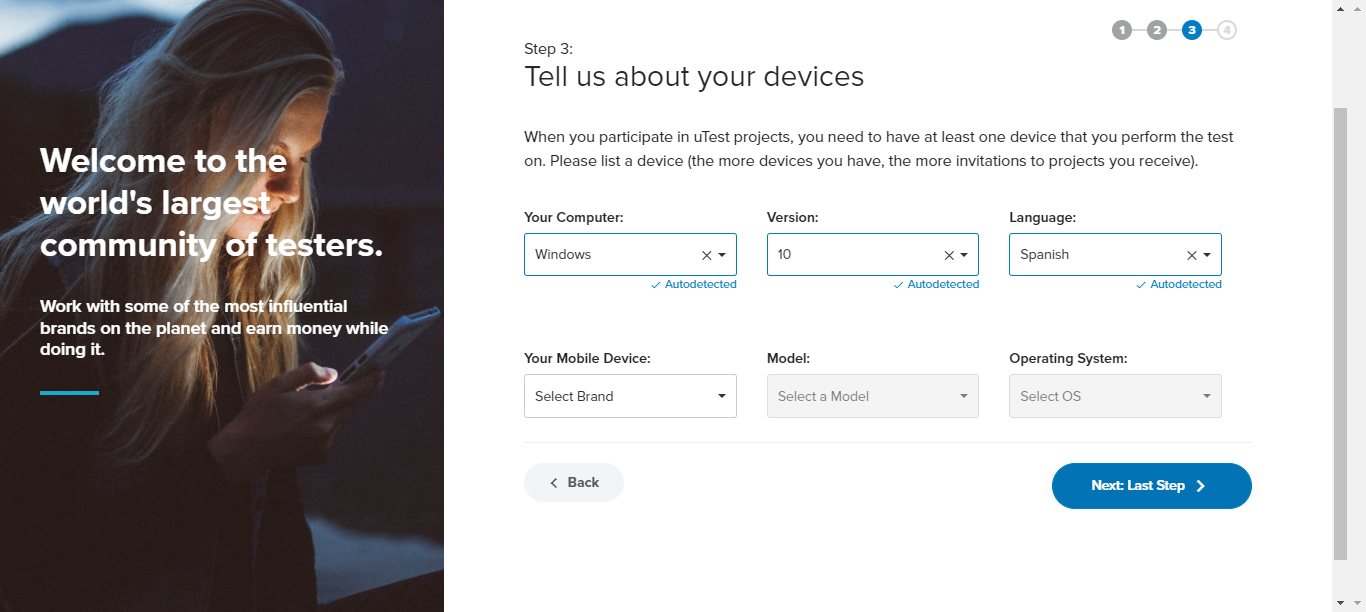 Welcome to the
world's largest
community of testers.
Work with some of the most influential
brands on the planet and earn money while
doing it.
1 2 3 4
Step 3:
Tell us about your devices
When you participate in uTest projects, you need to have at least one device that you perform the test
on. Please list a device (the more devices you have, the more invitations to projects you receive).
Your Computer: Version: Language:
Windows 10 Spanish
Autodetected Autodetected Autodetected
Your Mobile Device: Model: Operating System:
Select Brand Select a Model Select OS
Back Next: Last Step